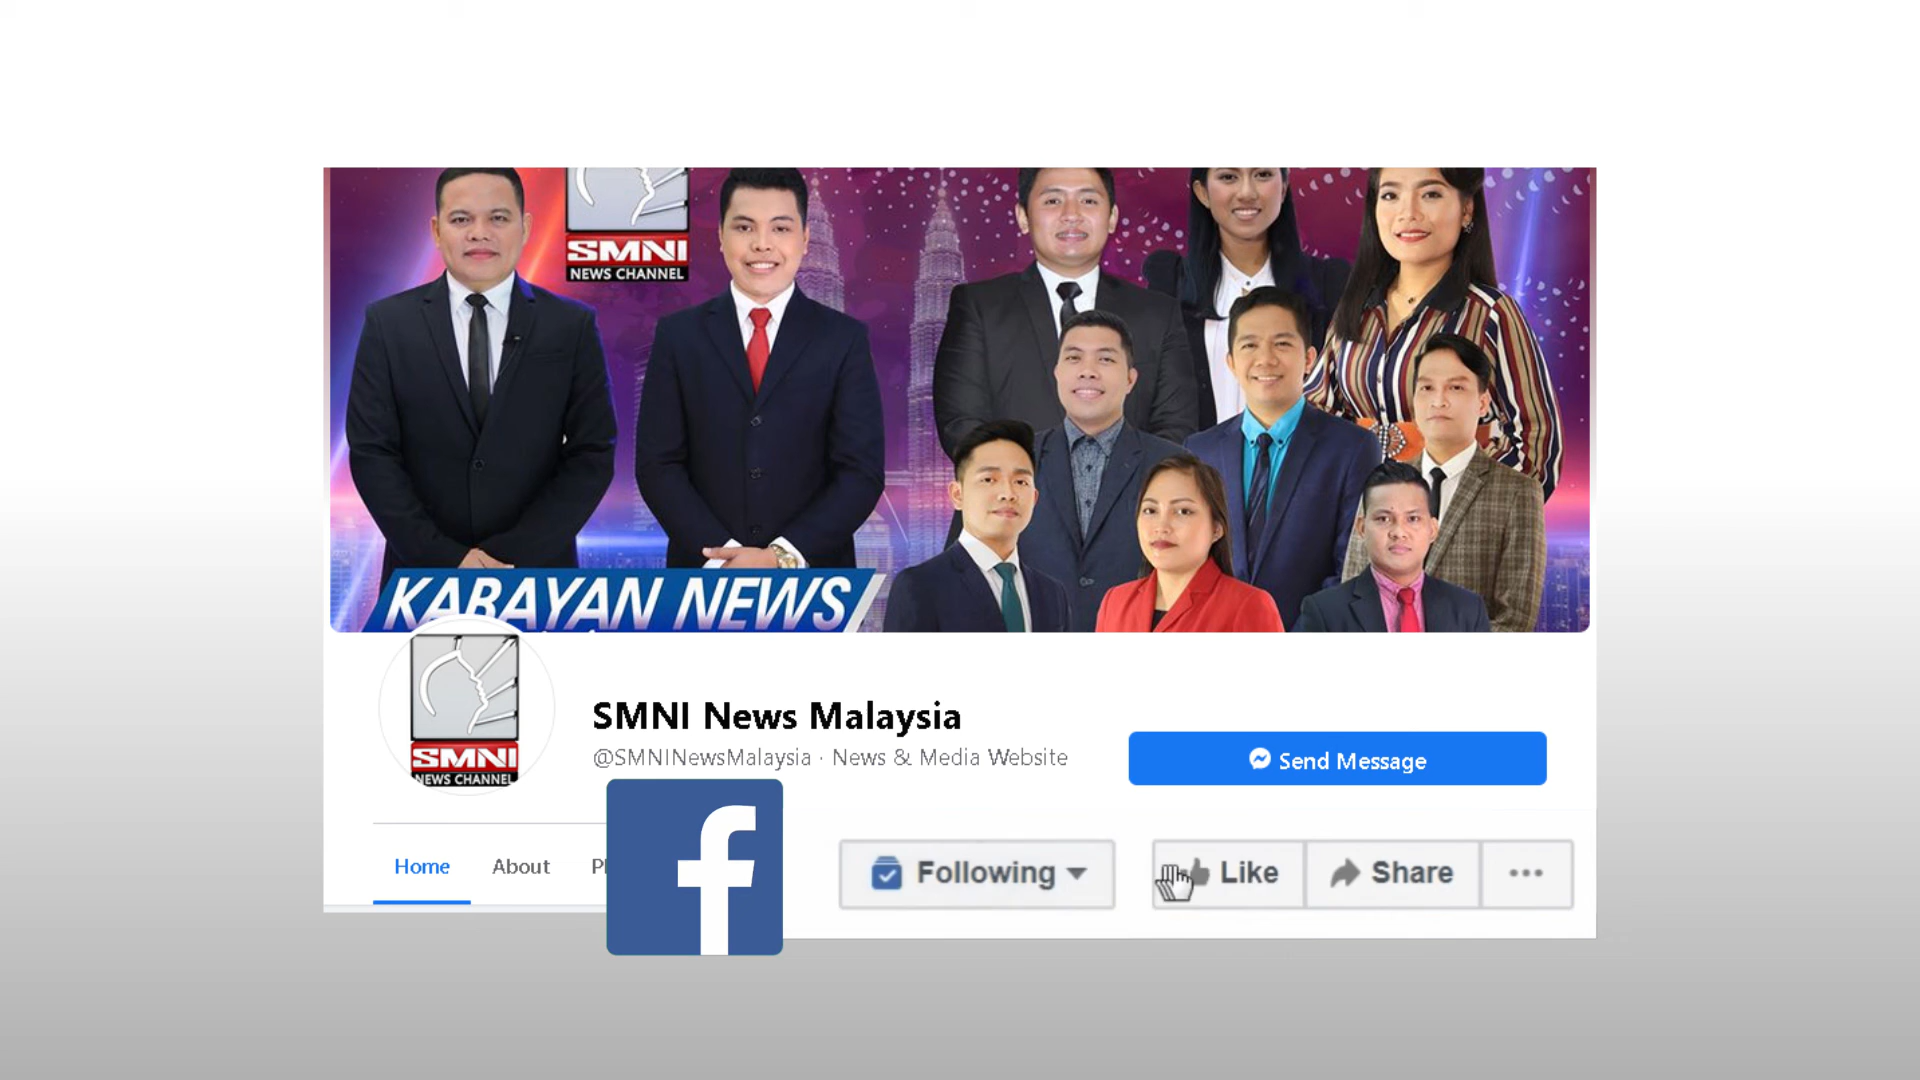 SMNI
NEWS CHANNEL
KABAYAN NEWS
SMNI
NEWS CHANNEL
SMNI News Malaysia
@SMNINewsMalaysia · News & Media Website
Send Message
Home About
f
Following Like Share